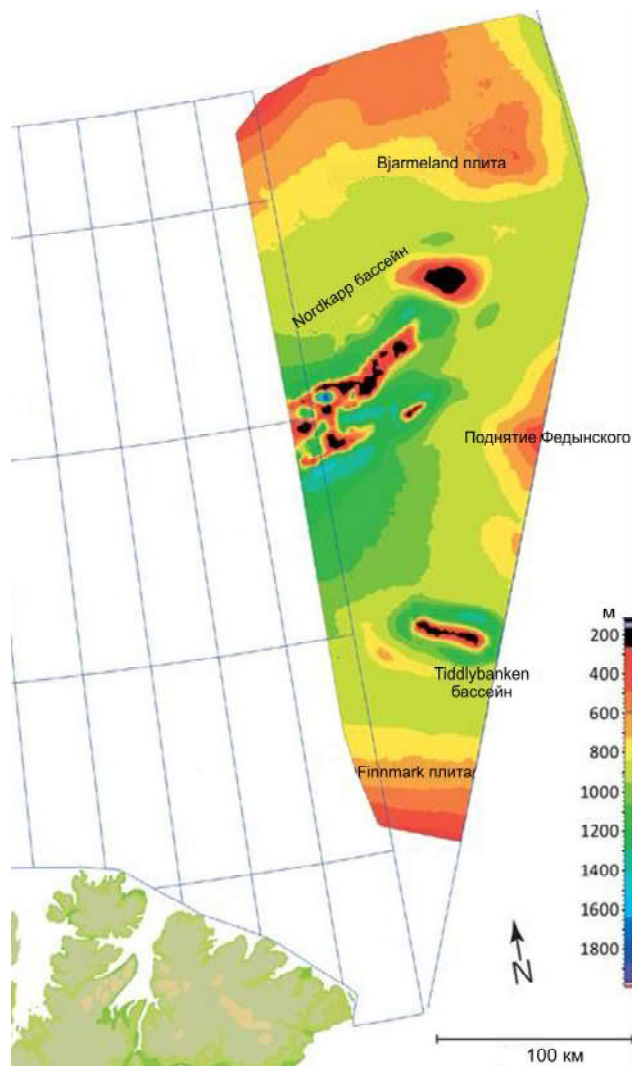 Bjarmeland плита
Nordkapp бассейн
Поднятие Федынского
м
200
400
600
800
1000
1200
1400
1600
1800
Tiddlybanken
бассейн
Finnmark плита
N
100 км